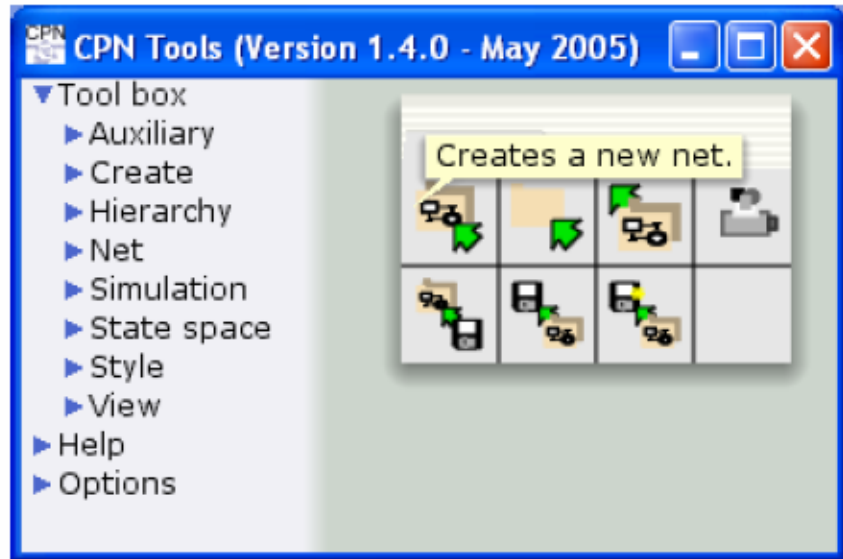 CPN
CPN Tools (Version 1.4.0 - May 2005)
Tool box
Auxiliary
Create
Hierarchy
Net
Simulation
State space
Style
View
Help
Options
Creates a new net.